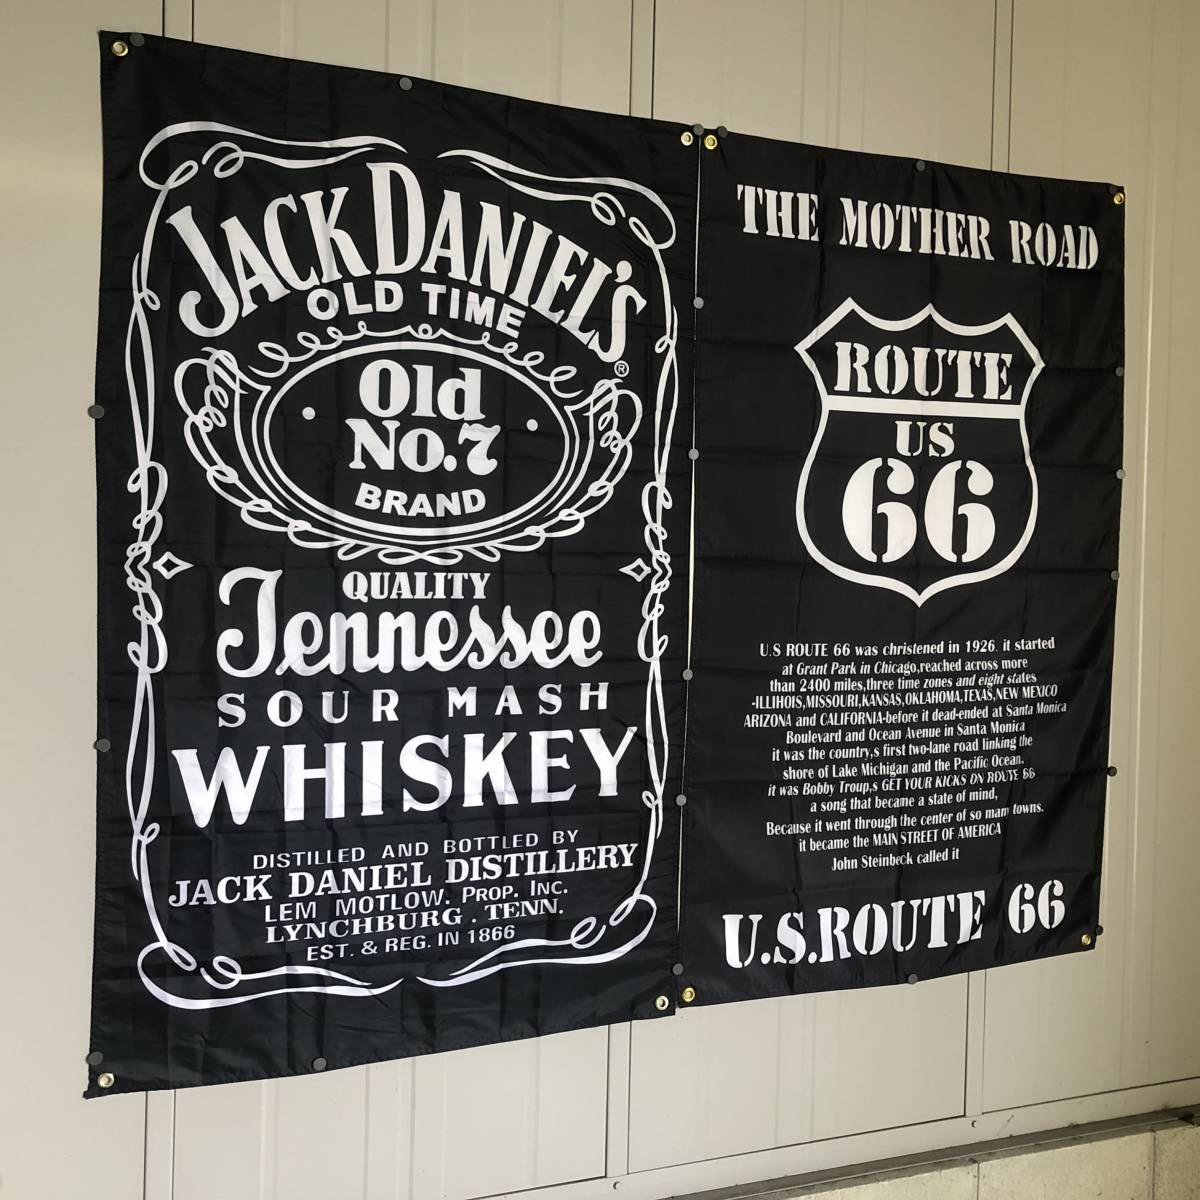 JACK DANIEL'S
OLD TIME
®
Old
No.7
BRAND
QUALITY
Tennessee
SOUR MASH
WHISKEY
DISTILLED AND BOTTLED BY
JACK DANIEL DISTILLERY
LEM MOTLOW. PROP. INC.
LYNCHBURG . TENN.
EST. & REG. IN 1866
THE MOTHER ROAD
ROUTE
US
66
U.S ROUTE 66 was christened in 1926. it started
at Grant Park in Chicago,reached across more
than 2400 miles,three time zones and eight states
-ILLIHOIS,MISSOURI,KANSAS,OKLAHOMA,TEXAS,NEW MEXICO
ARIZONA and CALIFORNIA-before it dead-ended at Santa Monica
Boulevard and Ocean Avenue in Santa Monica
it was the country,s first two-lane road linking the
shore of Lake Michigan and the Pacific Ocean.
it was Bobby Troup,s GET YOUR KICKS ON ROUTE 66
a song that became a state of mind,
Because it went through the center of so many towns.
it became the MAIN STREET OF AMERICA
John Steinbeck called it
U.S.ROUTE 66